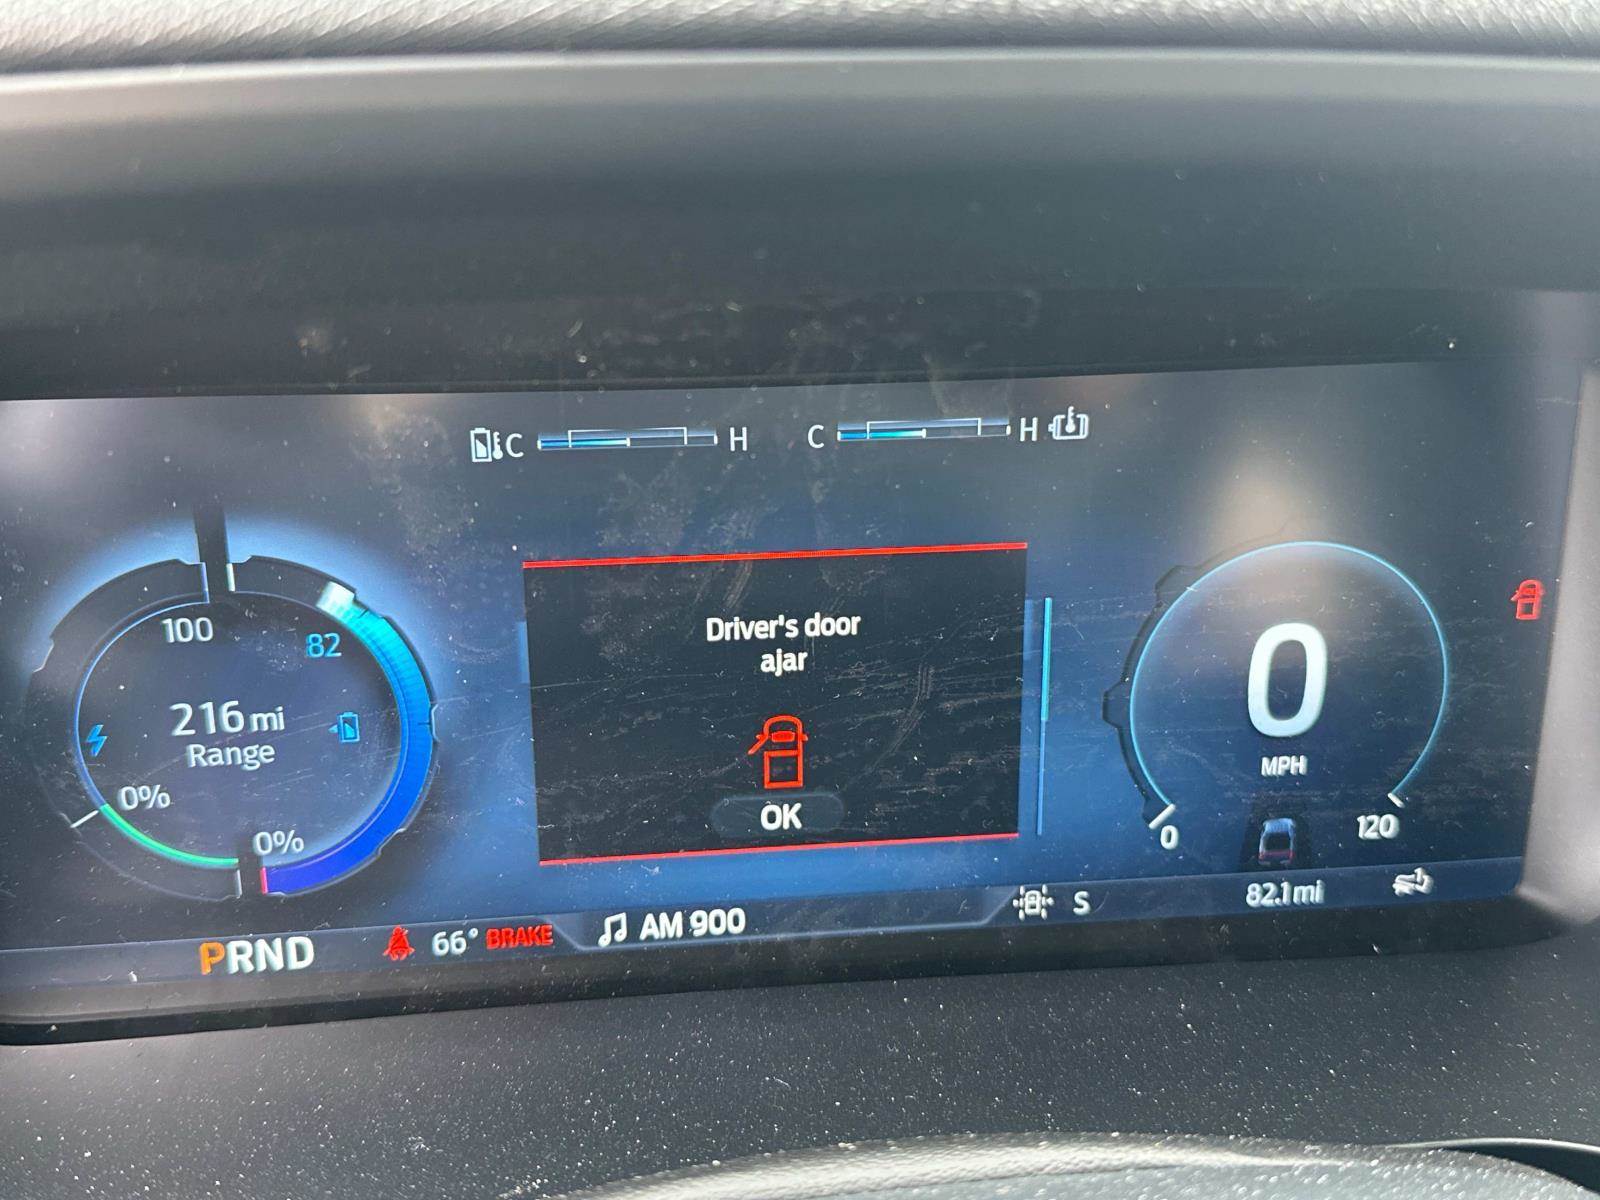 C H C H
100
82
216 mi
Range
0%
0%
Driver's door
ajar
OK
0
MPH
0
120
PRND
66° BRAKE
AM 900
S
82.1 mi